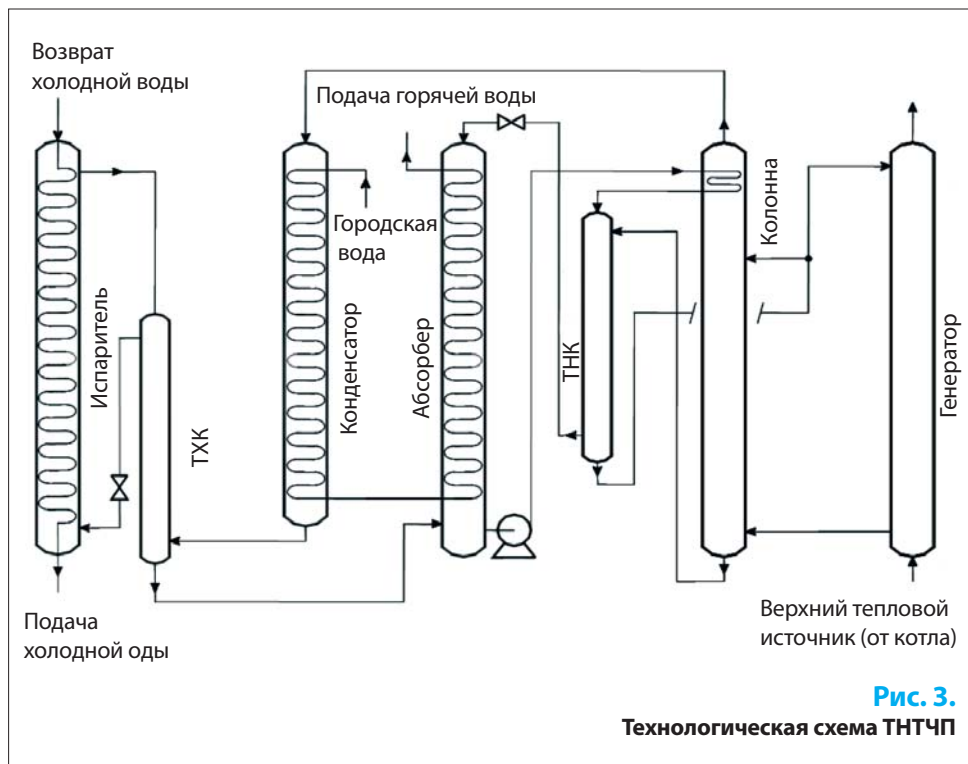 Возврат
холодной воды
Подача горячей воды
Городская
вода
Испаритель
ТХК
Конденсатор
Абсорбер
ТНК
Колонна
Генератор
Подача
холодной оды
Верхний тепловой
источник (от котла)
Рис. 3.
Технологическая схема ТНТЧП